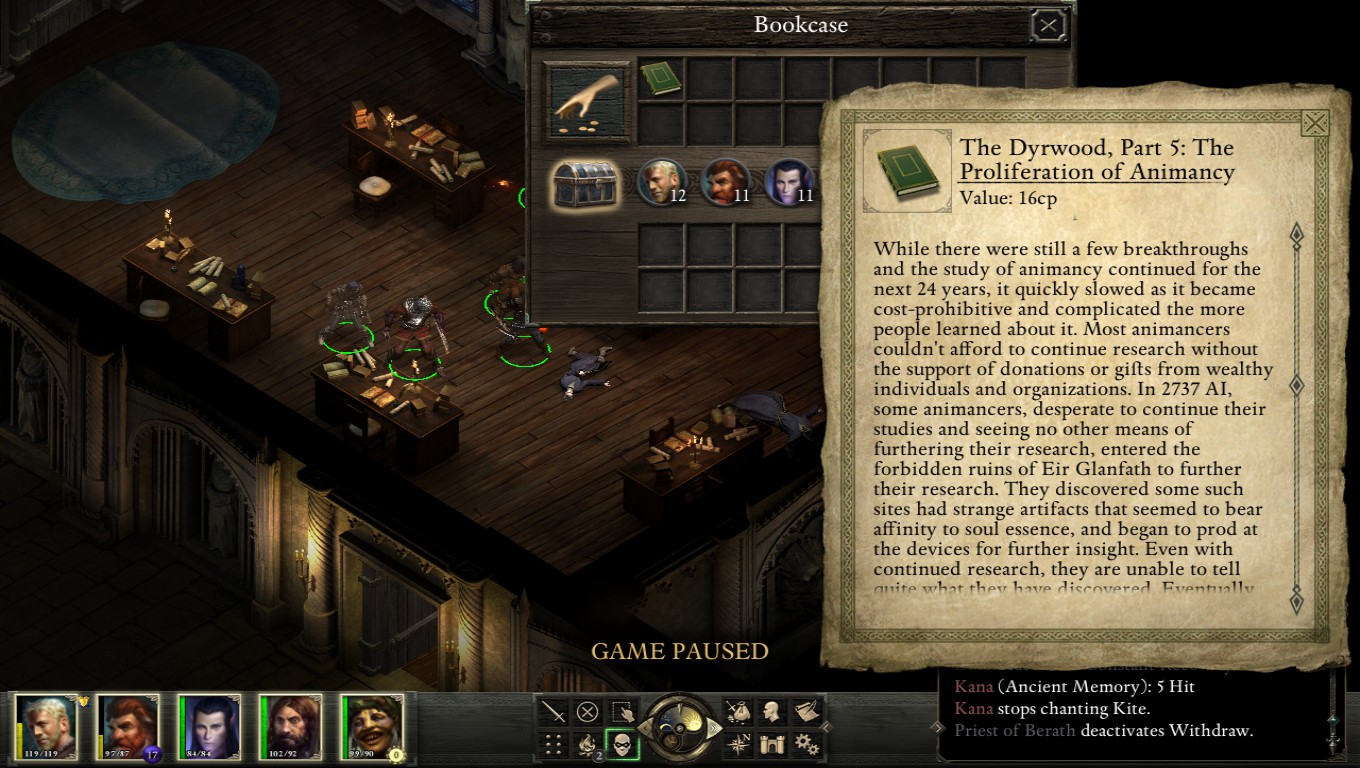 Bookcase
12
11
11
The Dyrwood, Part 5: The
Proliferation of Animancy
Value: 16cp
While there were still a few breakthroughs
and the study of animancy continued for the
next 24 years, it quickly slowed as it became
cost-prohibitive and complicated the more
people learned about it. Most animancers
couldn't afford to continue research without
the support of donations or gifts from wealthy
individuals and organizations. In 2737 AI,
some animancers, desperate to continue their
studies and seeing no other means of
furthering their research, entered the
forbidden ruins of Eir Glanfath to further
their research. They discovered some such
sites had strange artifacts that seemed to bear
affinity to soul essence, and began to prod at
the devices for further insight. Even with
continued research, they are unable to tell
quite what they have discovered. Eventually
GAME PAUSED
Kana (Ancient Memory): 5 Hit
Kana stops chanting Kite.
Priest of Berath deactivates Withdraw.
119/119
97/87
17
84/84
102/92
99/90
0
2